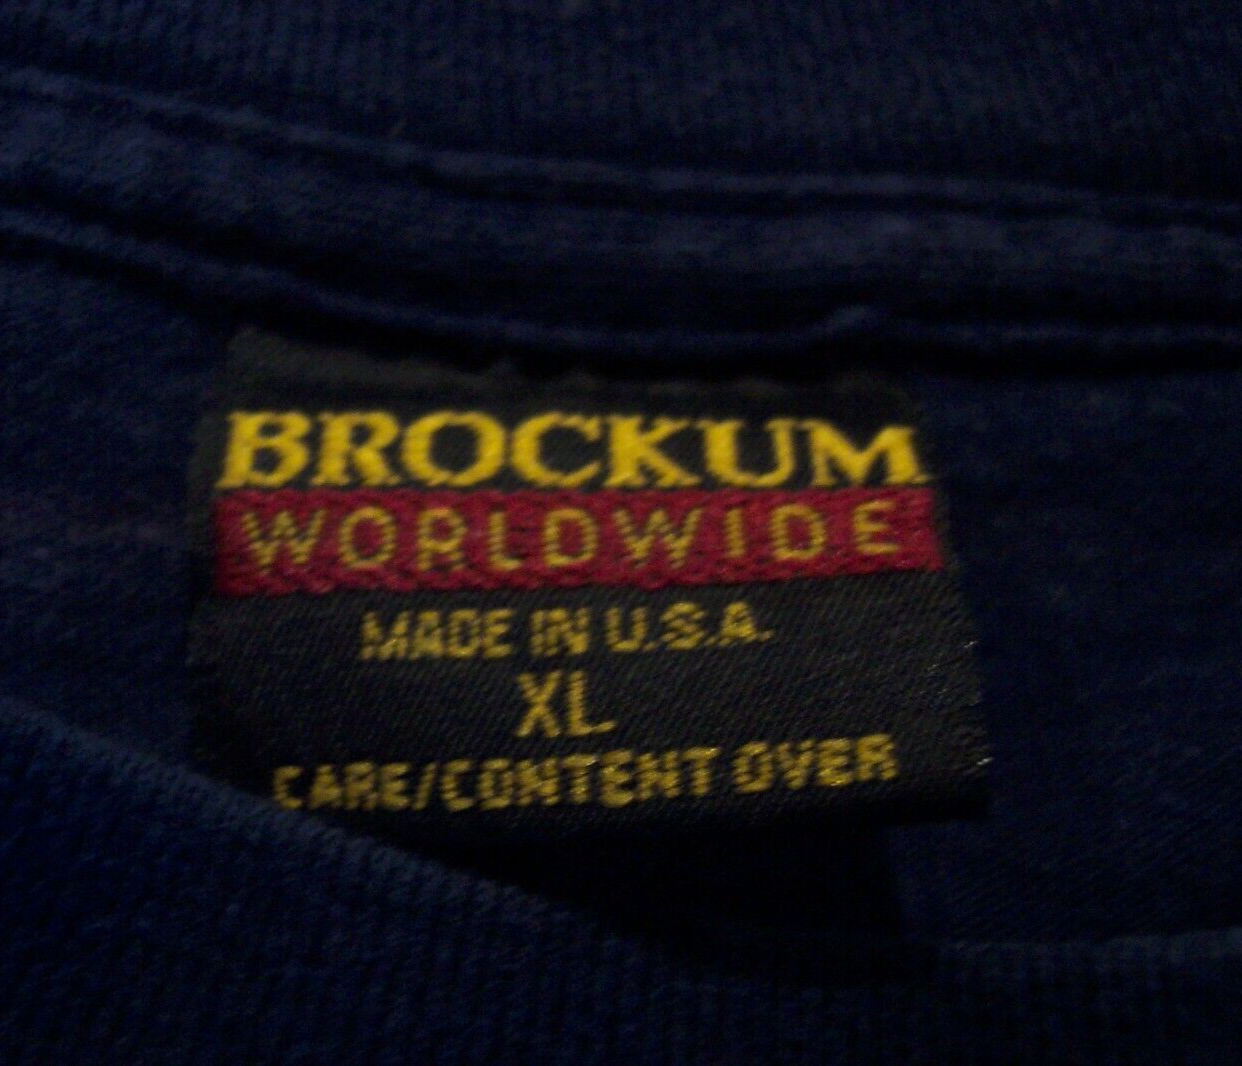 BROCKUM
WORLDWIDE
MADE IN U.S.A.
XL
CARE/CONTENT OVER